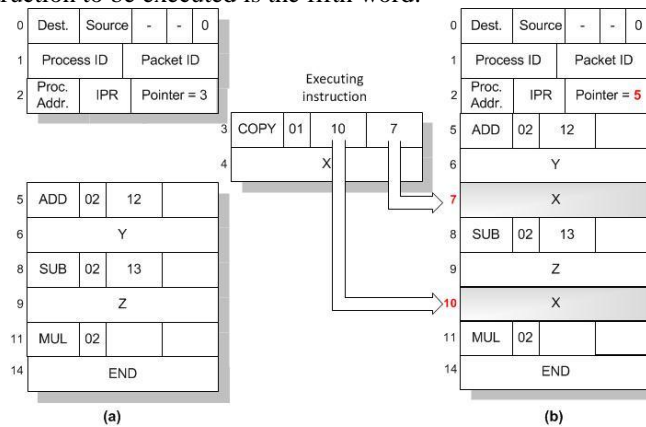 ruction to be executed is the fifth word.
0 Dest. Source - - 0
1 Process ID Packet ID
2 Proc. Addr. IPR Pointer = 3
Executing
instruction
3 COPY 01 10 7
4 X
5 ADD 02 12
6 Y
8 SUB 02 13
9 Z
11 MUL 02
14 END
(a)
0 Dest. Source - - 0
1 Process ID Packet ID
2 Proc. Addr. IPR Pointer = 5
5 ADD 02 12
6 Y
7 X
8 SUB 02 13
9 Z
10 X
11 MUL 02
14 END
(b)